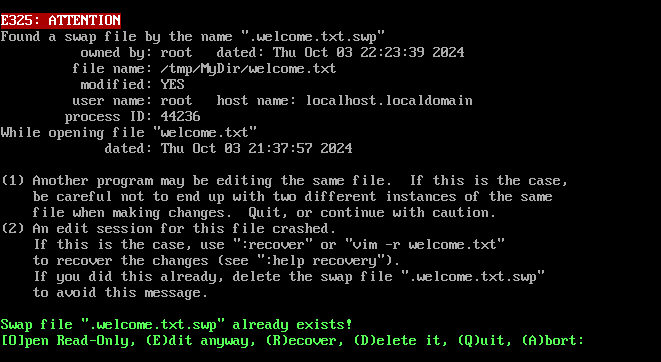 E325: ATTENTION
Found a swap file by the name ".welcome.txt.swp"
          owned by: root   dated: Thu Oct 03 22:23:39 2024
         file name: /tmp/MyDir/welcome.txt
          modified: YES
         user name: root   host name: localhost.localdomain
        process ID: 44236
While opening file "welcome.txt"
             dated: Thu Oct 03 21:37:57 2024

(1) Another program may be editing the same file.  If this is the case,
    be careful not to end up with two different instances of the same
    file when making changes.  Quit, or continue with caution.
(2) An edit session for this file crashed.
    If this is the case, use ":recover" or "vim -r welcome.txt"
    to recover the changes (see ":help recovery").
    If you did this already, delete the swap file ".welcome.txt.swp"
    to avoid this message.

Swap file ".welcome.txt.swp" already exists!
[O]pen Read-Only, (E)dit anyway, (R)ecover, (D)elete it, (Q)uit, (A)bort: